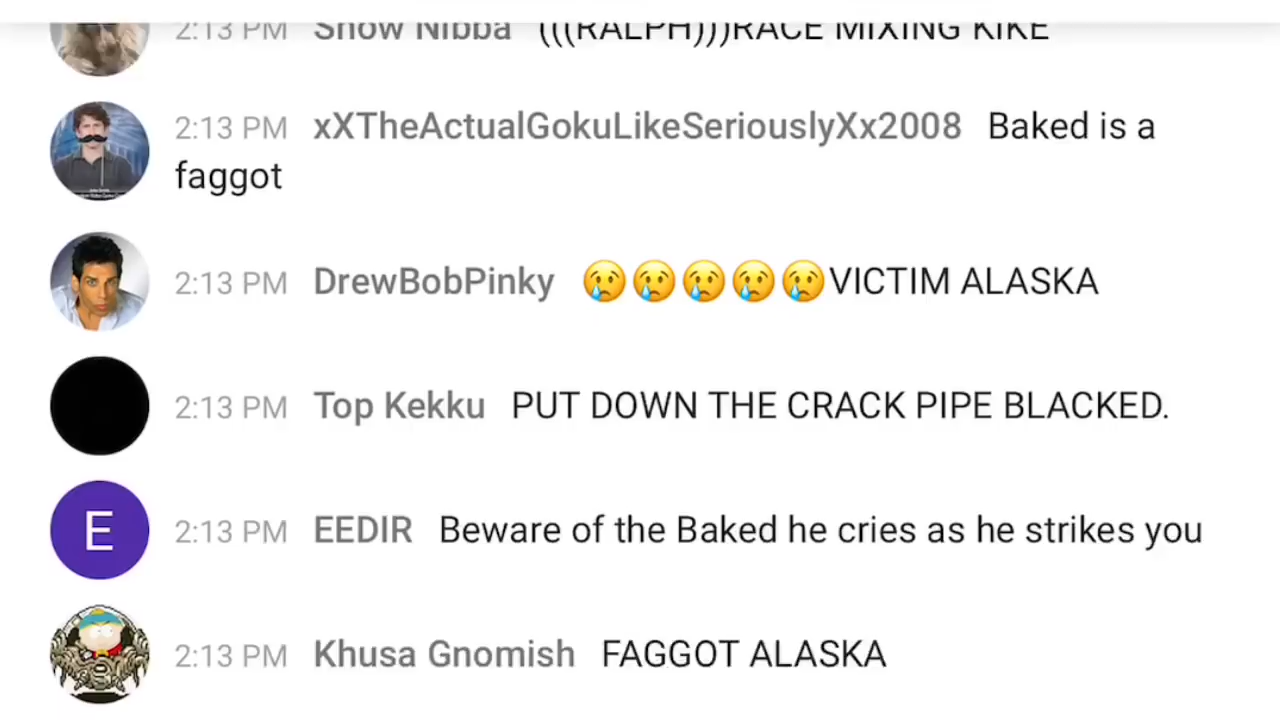 2:13 PM Snow Nibba (((RALPH)))RACE MIXING KIKE
2:13 PM xXTheActualGokuLikeSeriouslyXx2008 Baked is a
faggot
2:13 PM DrewBobPinky 😢😢😢😢😢VICTIM ALASKA
2:13 PM Top Kekku PUT DOWN THE CRACK PIPE BLACKED.
E 2:13 PM EEDIR Beware of the Baked he cries as he strikes you
2:13 PM Khusa Gnomish FAGGOT ALASKA